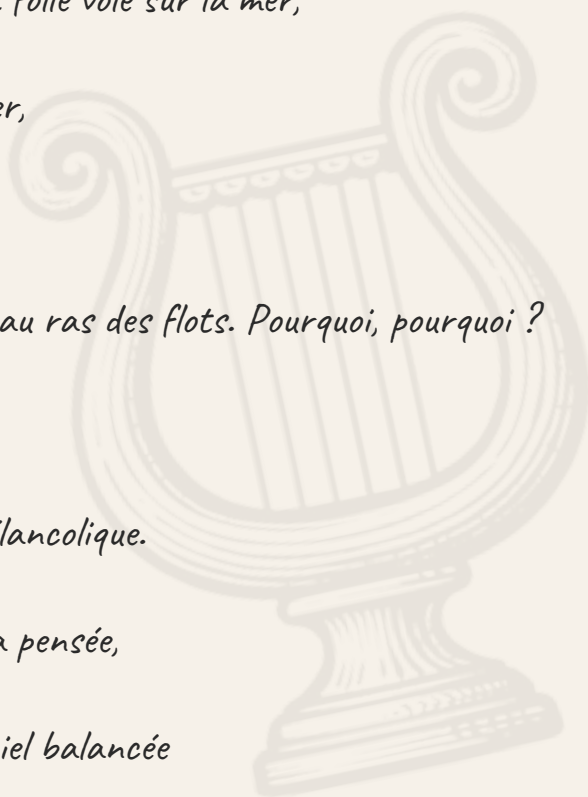 folle vole sur la mer,
er,
au ras des flots. Pourquoi, pourquoi ?
lancolique.
a pensée,
iel balancée